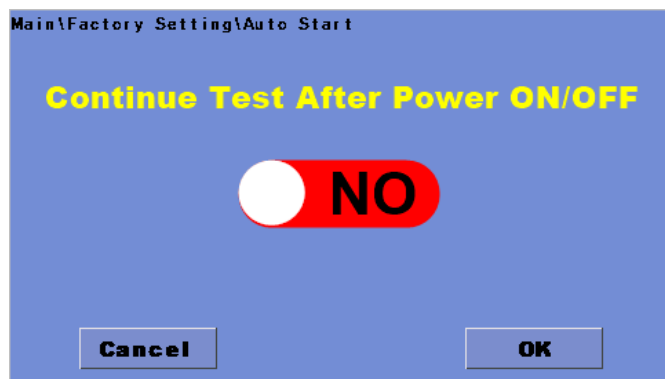 Main\Factory Setting\Auto Start
Continue Test After Power ON/OFF
NO
Cancel
OK